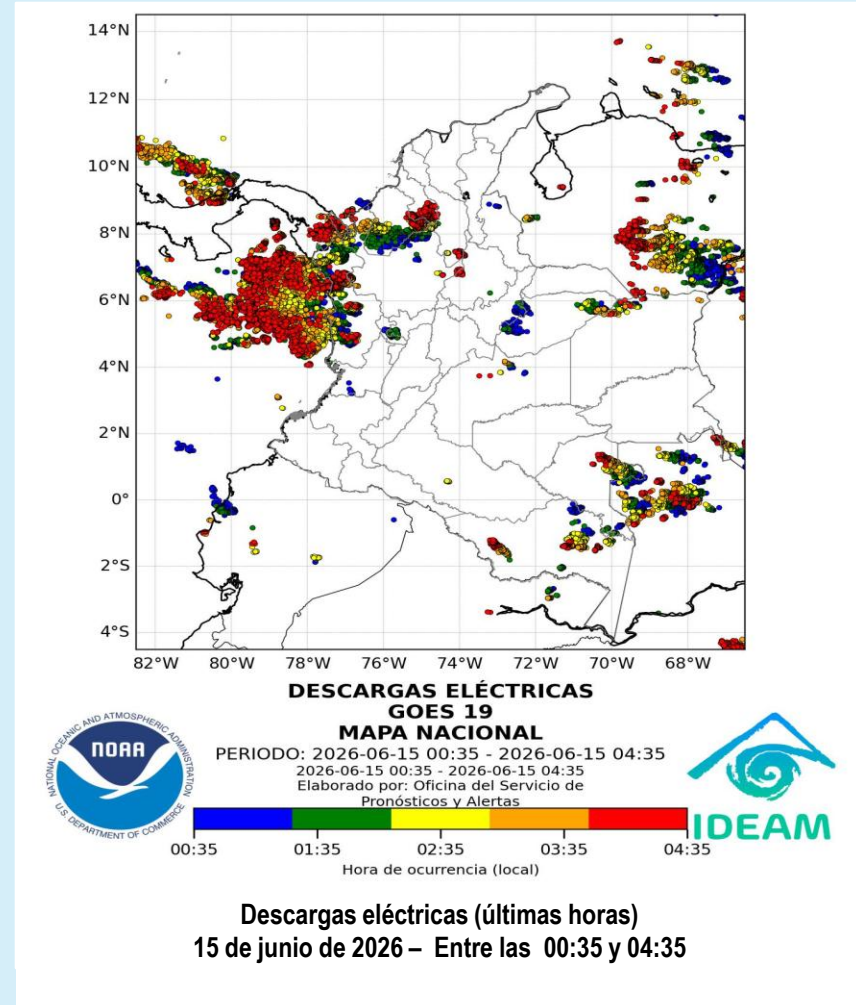 14°N
12°N
10°N
8°N
6°N
4°N
2°N
0°
2°S
4°S
82°W 80°W 78°W 76°W 74°W 72°W 70°W 68°W
DESCARGAS ELÉCTRICAS
GOES 19
MAPA NACIONAL
PERIODO: 2026-06-15 00:35 - 2026-06-15 04:35
2026-06-15 00:35 - 2026-06-15 04:35
Elaborado por: Oficina del Servicio de
Pronósticos y Alertas
NATIONAL OCEANIC AND ATMOSPHERIC ADMINISTRATION
NOAA
U.S. DEPARTMENT OF COMMERCE
IDEAM
00:35 01:35 02:35 03:35 04:35
Hora de ocurrencia (local)
Descargas eléctricas (últimas horas)
15 de junio de 2026 – Entre las 00:35 y 04:35